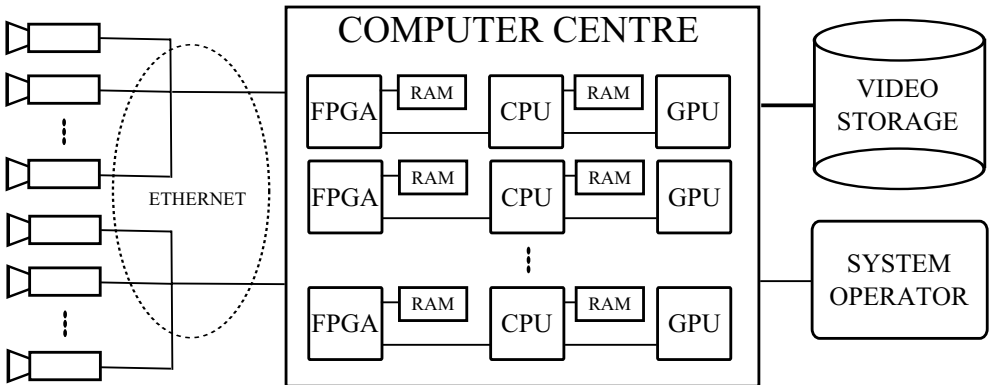 COMPUTER CENTRE
FPGA
RAM
CPU
RAM
GPU
FPGA
RAM
CPU
RAM
GPU
FPGA
RAM
CPU
RAM
GPU
ETHERNET
VIDEO
STORAGE
SYSTEM
OPERATOR